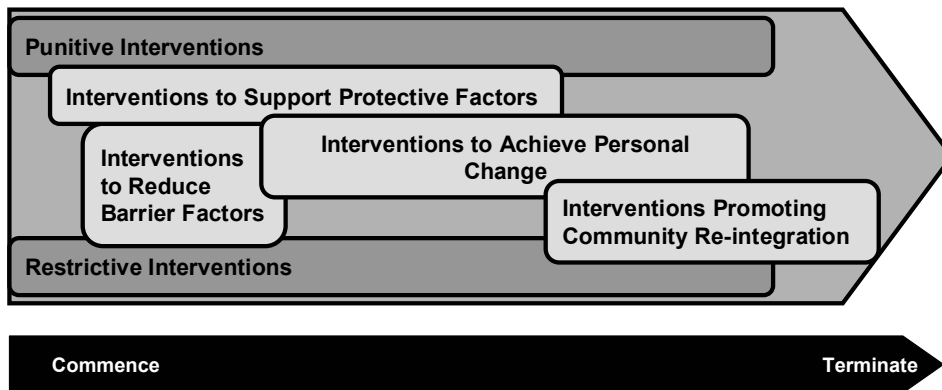 Punitive Interventions
Interventions to Support Protective Factors
Interventions to Achieve Personal
Change
Interventions
to Reduce
Barrier Factors
Interventions Promoting
Community Re-integration
Restrictive Interventions
Commence
Terminate